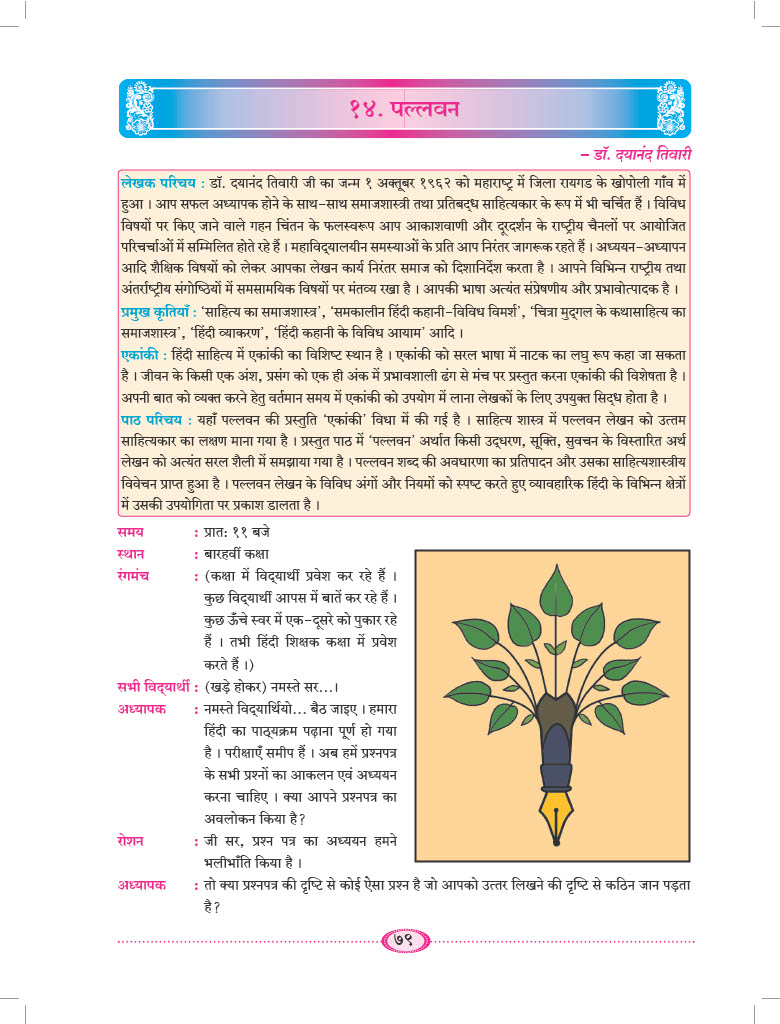 १४. पल्लवन
– डॉ. दयानंद तिवारी
लेखक परिचय : डॉ. दयानंद तिवारी जी का जन्म १ अक्तूबर १९६२ को महाराष्ट्र में जिला रायगड के खोपोली गाँव में
हुआ । आप सफल अध्यापक होने के साथ-साथ समाजशास्त्री तथा प्रतिबद्ध साहित्यकार के रूप में भी चर्चित हैं । विविध
विषयों पर किए जाने वाले गहन चिंतन के फलस्वरूप आप आकाशवाणी और दूरदर्शन के राष्ट्रीय चैनलों पर आयोजित
परिचर्चाओं में सम्मिलित होते रहे हैं । महाविद्यालयीन समस्याओं के प्रति आप निरंतर जागरूक रहते हैं । अध्ययन-अध्यापन
आदि शैक्षिक विषयों को लेकर आपका लेखन कार्य निरंतर समाज को दिशानिर्देश करता है । आपने विभिन्न राष्ट्रीय तथा
अंतर्राष्ट्रीय संगोष्ठियों में समसामयिक विषयों पर मंतव्य रखा है । आपकी भाषा अत्यंत संप्रेषणीय और प्रभावोत्पादक है ।
प्रमुख कृतियाँ : ‘साहित्य का समाजशास्त्र’, ‘समकालीन हिंदी कहानी-विविध विमर्श’, ‘चित्रा मुद्गल के कथासाहित्य का
समाजशास्त्र’, ‘हिंदी व्याकरण’, ‘हिंदी कहानी के विविध आयाम’ आदि ।
एकांकी : हिंदी साहित्य में एकांकी का विशिष्ट स्थान है । एकांकी को सरल भाषा में नाटक का लघु रूप कहा जा सकता
है । जीवन के किसी एक अंश, प्रसंग को एक ही अंक में प्रभावशाली ढंग से मंच पर प्रस्तुत करना एकांकी की विशेषता है ।
अपनी बात को व्यक्त करने हेतु वर्तमान समय में एकांकी को उपयोग में लाना लेखकों के लिए उपयुक्त सिद्ध होता है ।
पाठ परिचय : यहाँ पल्लवन की प्रस्तुति ‘एकांकी’ विधा में की गई है । साहित्य शास्त्र में पल्लवन लेखन को उत्तम
साहित्यकार का लक्षण माना गया है । प्रस्तुत पाठ में ‘पल्लवन’ अर्थात किसी उद्धरण, सूक्ति, सुवचन के विस्तारित अर्थ
लेखन को अत्यंत सरल शैली में समझाया गया है । पल्लवन शब्द की अवधारणा का प्रतिपादन और उसका साहित्यशास्त्रीय
विवेचन प्राप्त हुआ है । पल्लवन लेखन के विविध अंगों और नियमों को स्पष्ट करते हुए व्यावहारिक हिंदी के विभिन्न क्षेत्रों
में उसकी उपयोगिता पर प्रकाश डालता है ।
समय : प्रात: ११ बजे
स्थान : बारहवीं कक्षा
रंगमंच : (कक्षा में विद्यार्थी प्रवेश कर रहे हैं ।
कुछ विद्यार्थी आपस में बातें कर रहे हैं ।
कुछ ऊँचे स्वर में एक-दूसरे को पुकार रहे
हैं । तभी हिंदी शिक्षक कक्षा में प्रवेश
करते हैं ।)
सभी विद्यार्थी : (खड़े होकर) नमस्ते सर...।
अध्यापक : नमस्ते विद्यार्थियो... बैठ जाइए । हमारा
हिंदी का पाठ्यक्रम पढ़ाना पूर्ण हो गया
है । परीक्षाएँ समीप हैं । अब हमें प्रश्नपत्र
के सभी प्रश्नों का आकलन एवं अध्ययन
करना चाहिए । क्या आपने प्रश्नपत्र का
अवलोकन किया है?
रोशन : जी सर, प्रश्न पत्र का अध्ययन हमने
भलीभाँति किया है ।
अध्यापक : तो क्या प्रश्नपत्र की दृष्टि से कोई ऐसा प्रश्न है जो आपको उत्तर लिखने की दृष्टि से कठिन जान पड़ता
है?
७९